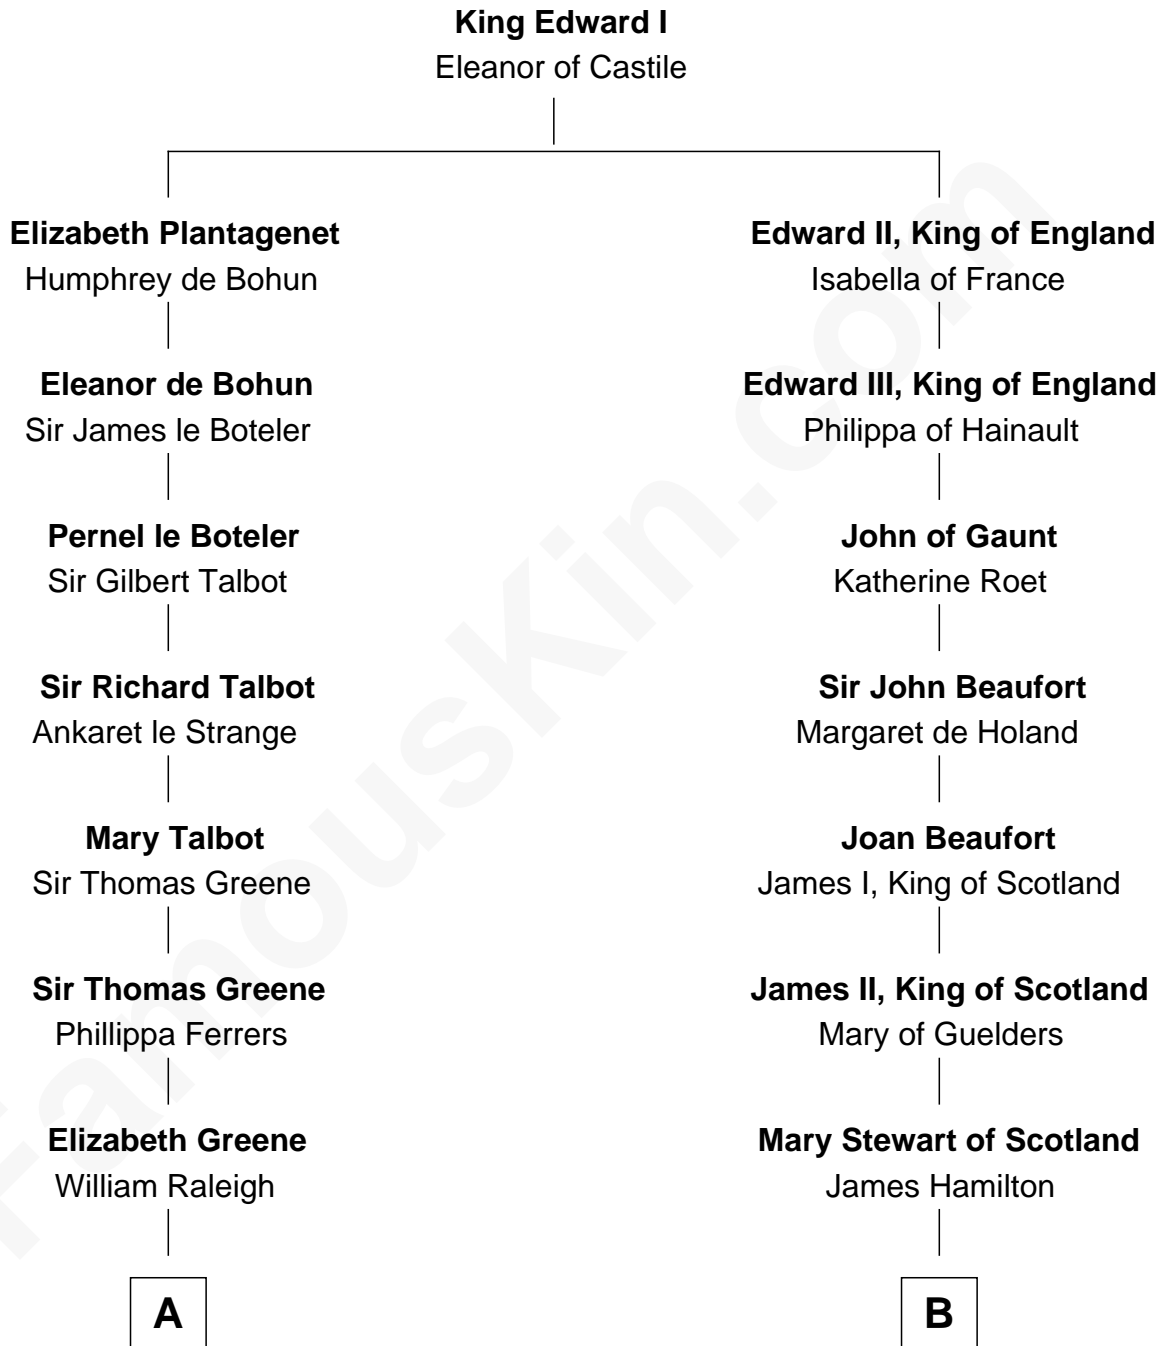 King Edward I
Eleanor of Castile
Elizabeth Plantagenet
Humphrey de Bohun
Edward II, King of England
Isabella of France
Eleanor de Bohun
Sir James le Boteler
Edward III, King of England
Philippa of Hainault
Pernel le Boteler
Sir Gilbert Talbot
John of Gaunt
Katherine Roet
Sir Richard Talbot
Ankaret le Strange
Sir John Beaufort
Margaret de Holand
Mary Talbot
Sir Thomas Greene
Joan Beaufort
James I, King of Scotland
Sir Thomas Greene
Phillippa Ferrers
James II, King of Scotland
Mary of Guelders
Elizabeth Greene
William Raleigh
Mary Stewart of Scotland
James Hamilton
A
B
FamousKin.com